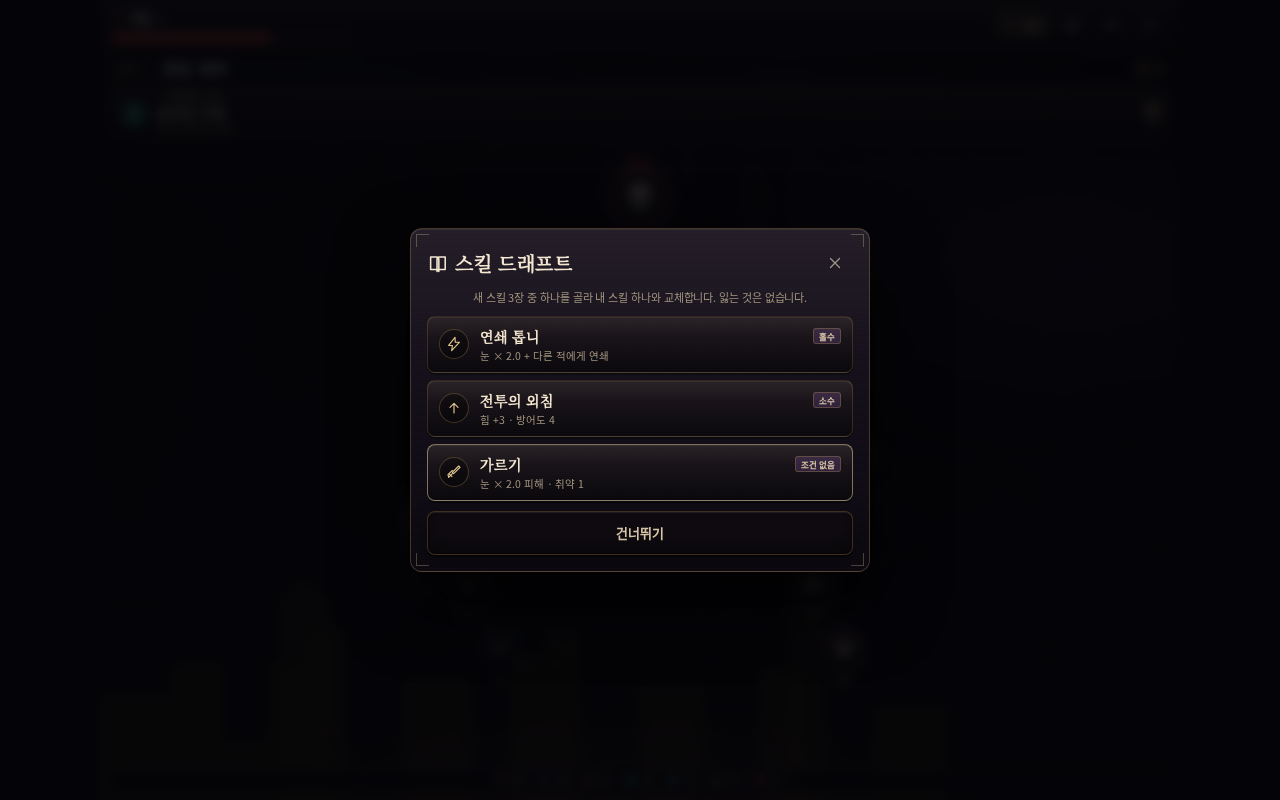 스킬 드래프트
새 스킬 3장 중 하나를 골라 내 스킬 하나와 교체합니다. 잃는 것은 없습니다.
연쇄 톱니
홀수
눈 × 2.0 + 다른 적에게 연쇄
전투의 외침
소수
힘 +3 · 방어도 4
가르기
조건 없음
눈 × 2.0 피해 · 취약 1
건너뛰기